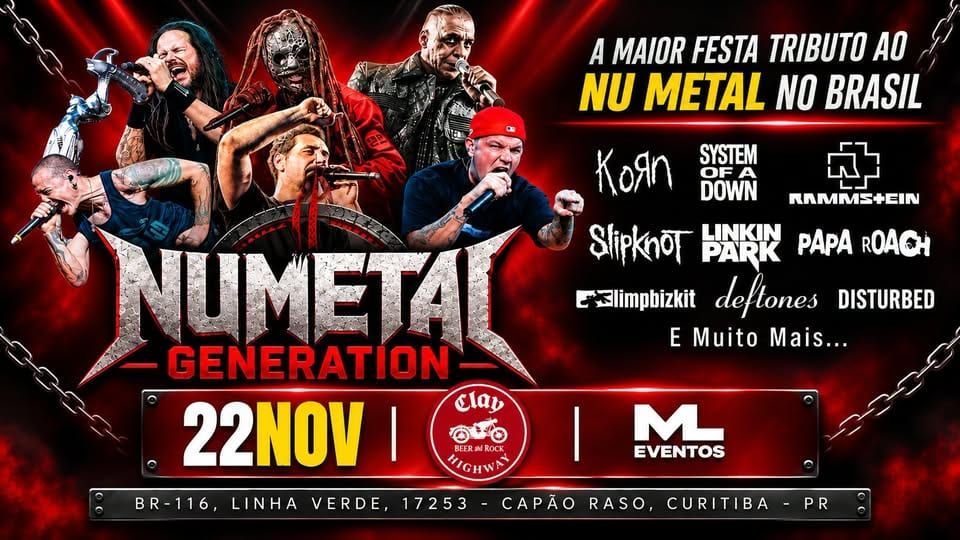 A MAIOR FESTA TRIBUTO AO
NU METAL NO BRASIL
KoRn
SYSTEM
OF A
DOWN
RAMMSTEIN
SLIPKNOT
LINKIN
PARK
PAPA ROACH
limpbizkit
deftones
DISTURBED
E Muito Mais...
NUMETAL
GENERATION
22NOV
Clay
BEER and ROCK
HIGHWAY
ML
EVENTOS
BR-116, LINHA VERDE, 17253 - CAPÃO RASO, CURITIBA - PR